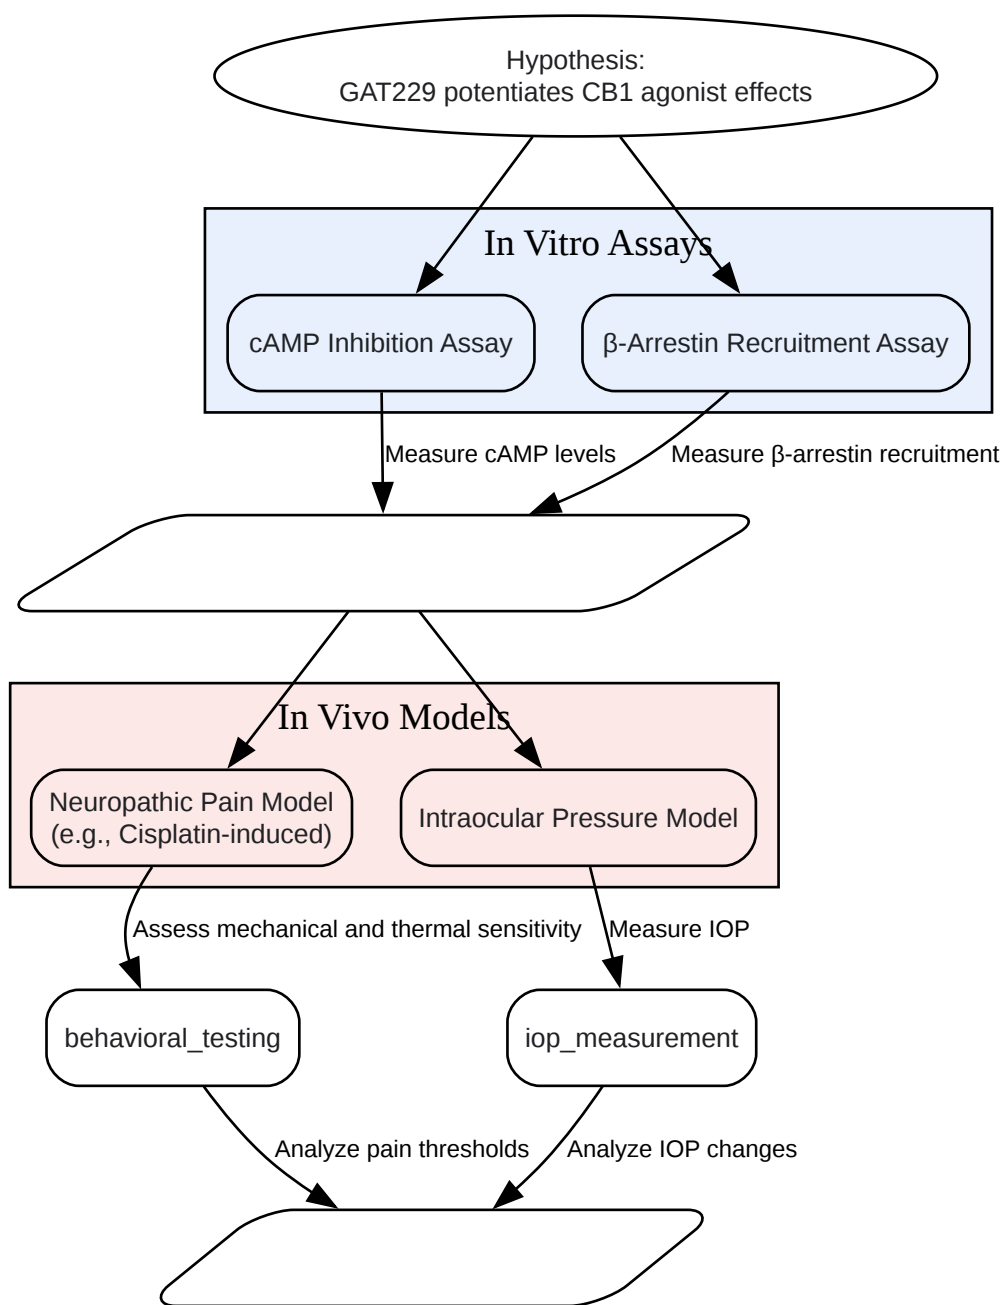 Hypothesis:
GAT229 potentiates CB1 agonist effects
In Vitro Assays
cAMP Inhibition Assay
β-Arrestin Recruitment Assay
Measure cAMP levels
Measure β-arrestin recruitment
In Vivo Models
Neuropathic Pain Model
(e.g., Cisplatin-induced)
Intraocular Pressure Model
Assess mechanical and thermal sensitivity
Measure IOP
behavioral_testing
iop_measurement
Analyze pain thresholds
Analyze IOP changes